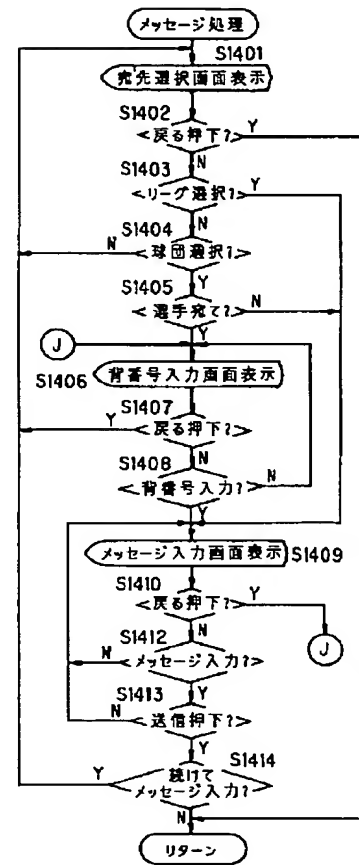 メッセージ処理
S1401
宛先選択画面表示
S1402
戻る押下?
Y
N
S1403
リーグ選択?
Y
N
S1404
球団選択?
N
Y
S1405
選手宛て?
N
Y
J
背番号入力画面表示
S1406
S1407
戻る押下?
Y
N
S1408
背番号入力?
N
Y
メッセージ入力画面表示
S1409
S1410
戻る押下?
Y
N
J
S1412
メッセージ入力?
N
Y
S1413
送信押下?
N
Y
S1414
続けて
メッセージ入力?
Y
N
リターン